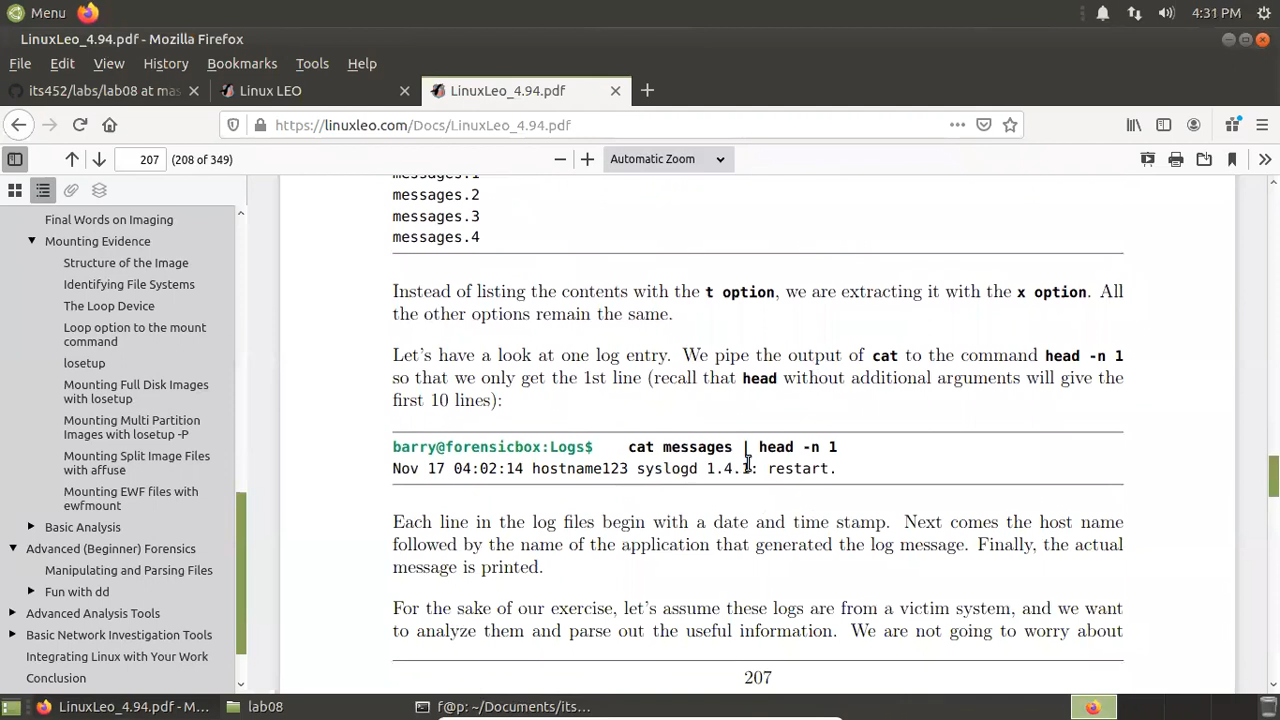 Menu
4:31 PM
LinuxLeo_4.94.pdf - Mozilla Firefox
File Edit View History Bookmarks Tools Help
its452/labs/lab08 at mas
Linux LEO
LinuxLeo_4.94.pdf
https://linuxleo.com/Docs/LinuxLeo_4.94.pdf
207 (208 of 349)
Automatic Zoom
Final Words on Imaging
Mounting Evidence
Structure of the Image
Identifying File Systems
The Loop Device
Loop option to the mount
command
losetup
Mounting Full Disk Images
with losetup
Mounting Multi Partition
Images with losetup -P
Mounting Split Image Files
with affuse
Mounting EWF files with
ewfmount
Basic Analysis
Advanced (Beginner) Forensics
Manipulating and Parsing Files
Fun with dd
Advanced Analysis Tools
Basic Network Investigation Tools
Integrating Linux with Your Work
Conclusion
messages.1
messages.2
messages.3
messages.4
Instead of listing the contents with the t option, we are extracting it with the x option. All
the other options remain the same.
Let's have a look at one log entry. We pipe the output of cat to the command head -n 1
so that we only get the 1st line (recall that head without additional arguments will give the
first 10 lines):
barry@forensicbox:Logs$ cat messages | head -n 1
Nov 17 04:02:14 hostname123 syslogd 1.4.1: restart.
Each line in the log files begin with a date and time stamp. Next comes the host name
followed by the name of the application that generated the log message. Finally, the actual
message is printed.
For the sake of our exercise, let's assume these logs are from a victim system, and we want
to analyze them and parse out the useful information. We are not going to worry about
207
LinuxLeo_4.94.pdf - M...
lab08
f@p: ~/Documents/its...